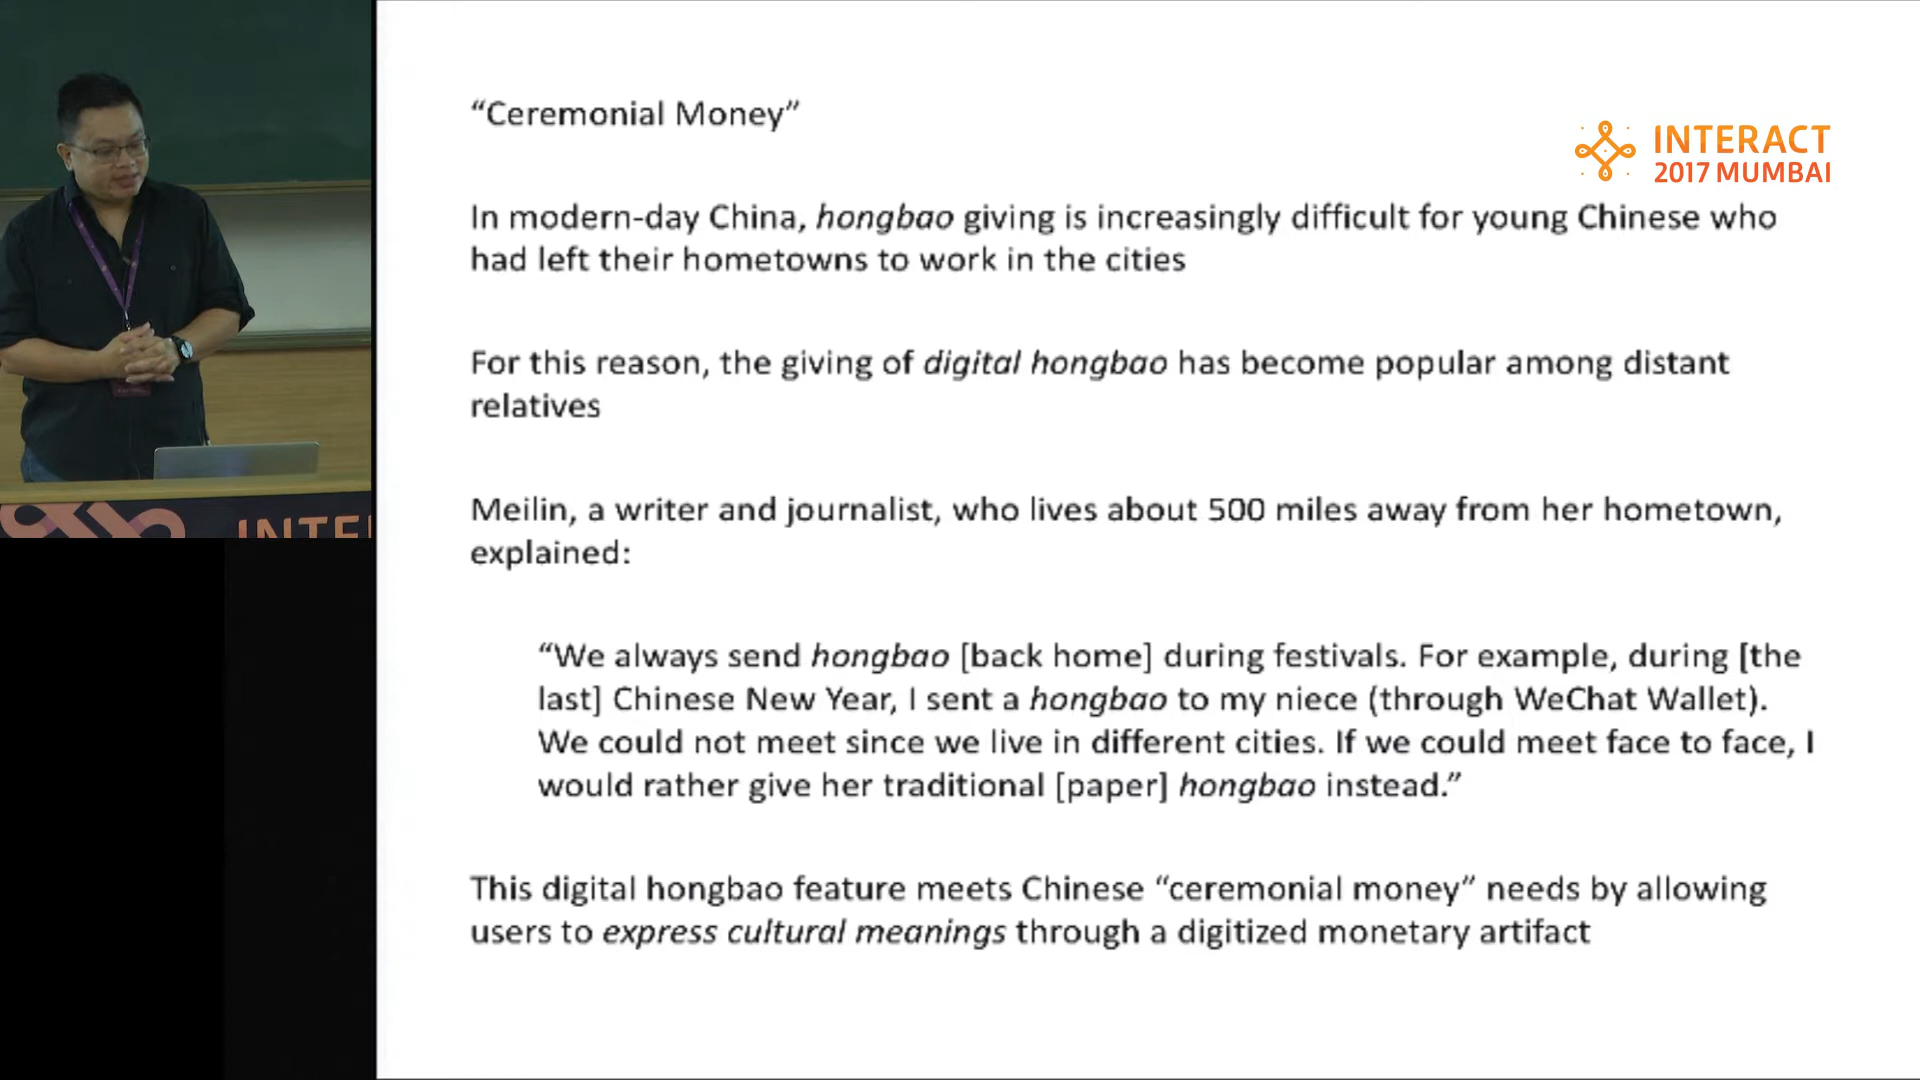 “Ceremonial Money”
INTERACT
2017 MUMBAI
In modern-day China, hongbao giving is increasingly difficult for young Chinese who
had left their hometowns to work in the cities
For this reason, the giving of digital hongbao has become popular among distant
relatives
Meilin, a writer and journalist, who lives about 500 miles away from her hometown,
explained:
“We always send hongbao [back home] during festivals. For example, during [the
last] Chinese New Year, I sent a hongbao to my niece (through WeChat Wallet).
We could not meet since we live in different cities. If we could meet face to face, I
would rather give her traditional [paper] hongbao instead.”
This digital hongbao feature meets Chinese “ceremonial money” needs by allowing
users to express cultural meanings through a digitized monetary artifact
INTE